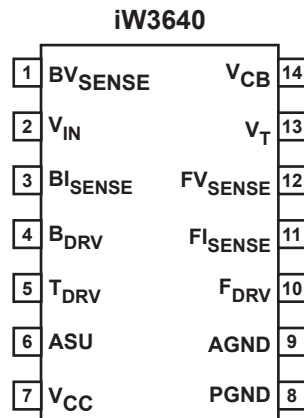 iW3640
1 BVSENSE VCB 14
2 VIN VT 13
3 BISENSE FVSENSE 12
4 BDRV FISENSE 11
5 TDRV FDRV 10
6 ASU AGND 9
7 VCC PGND 8